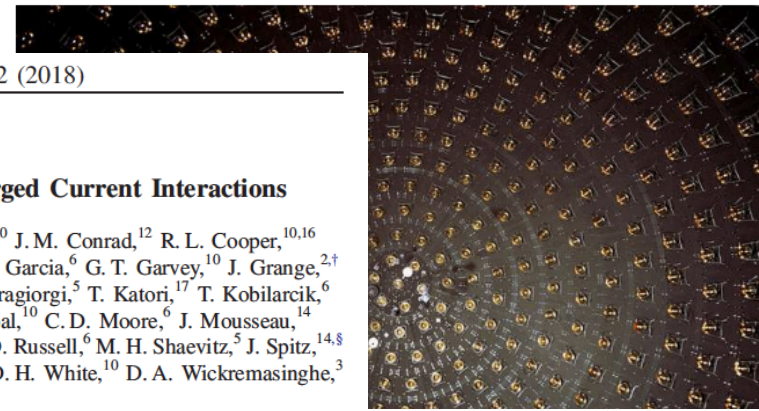 2 (2018)
ged Current Interactions
0 J. M. Conrad,12 R. L. Cooper,10,16
Garcia,6 G. T. Garvey,10 J. Grange,2,†
ragiorgi,5 T. Katori,17 T. Kobilarcik,6
al,10 C. D. Moore,6 J. Mousseau,14
. Russell,6 M. H. Shaevitz,5 J. Spitz,14,§
. H. White,10 D. A. Wickremasinghe,3